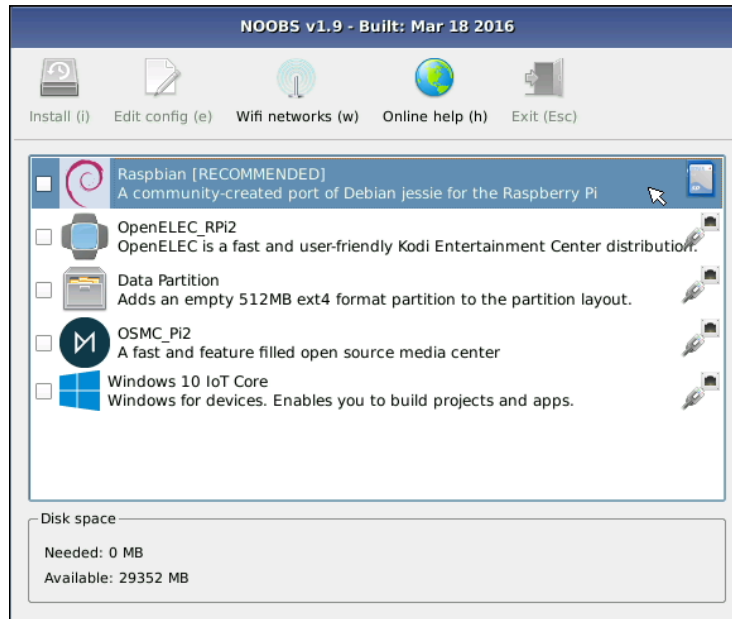 NOOBS v1.9 - Built: Mar 18 2016
Install (i)
Edit config (e)
Wifi networks (w)
Online help (h)
Exit (Esc)
Raspbian [RECOMMENDED]
A community-created port of Debian jessie for the Raspberry Pi
OpenELEC_RPi2
OpenELEC is a fast and user-friendly Kodi Entertainment Center distribution.
Data Partition
Adds an empty 512MB ext4 format partition to the partition layout.
OSMC_Pi2
A fast and feature filled open source media center
Windows 10 IoT Core
Windows for devices. Enables you to build projects and apps.
Disk space
Needed: 0 MB
Available: 29352 MB